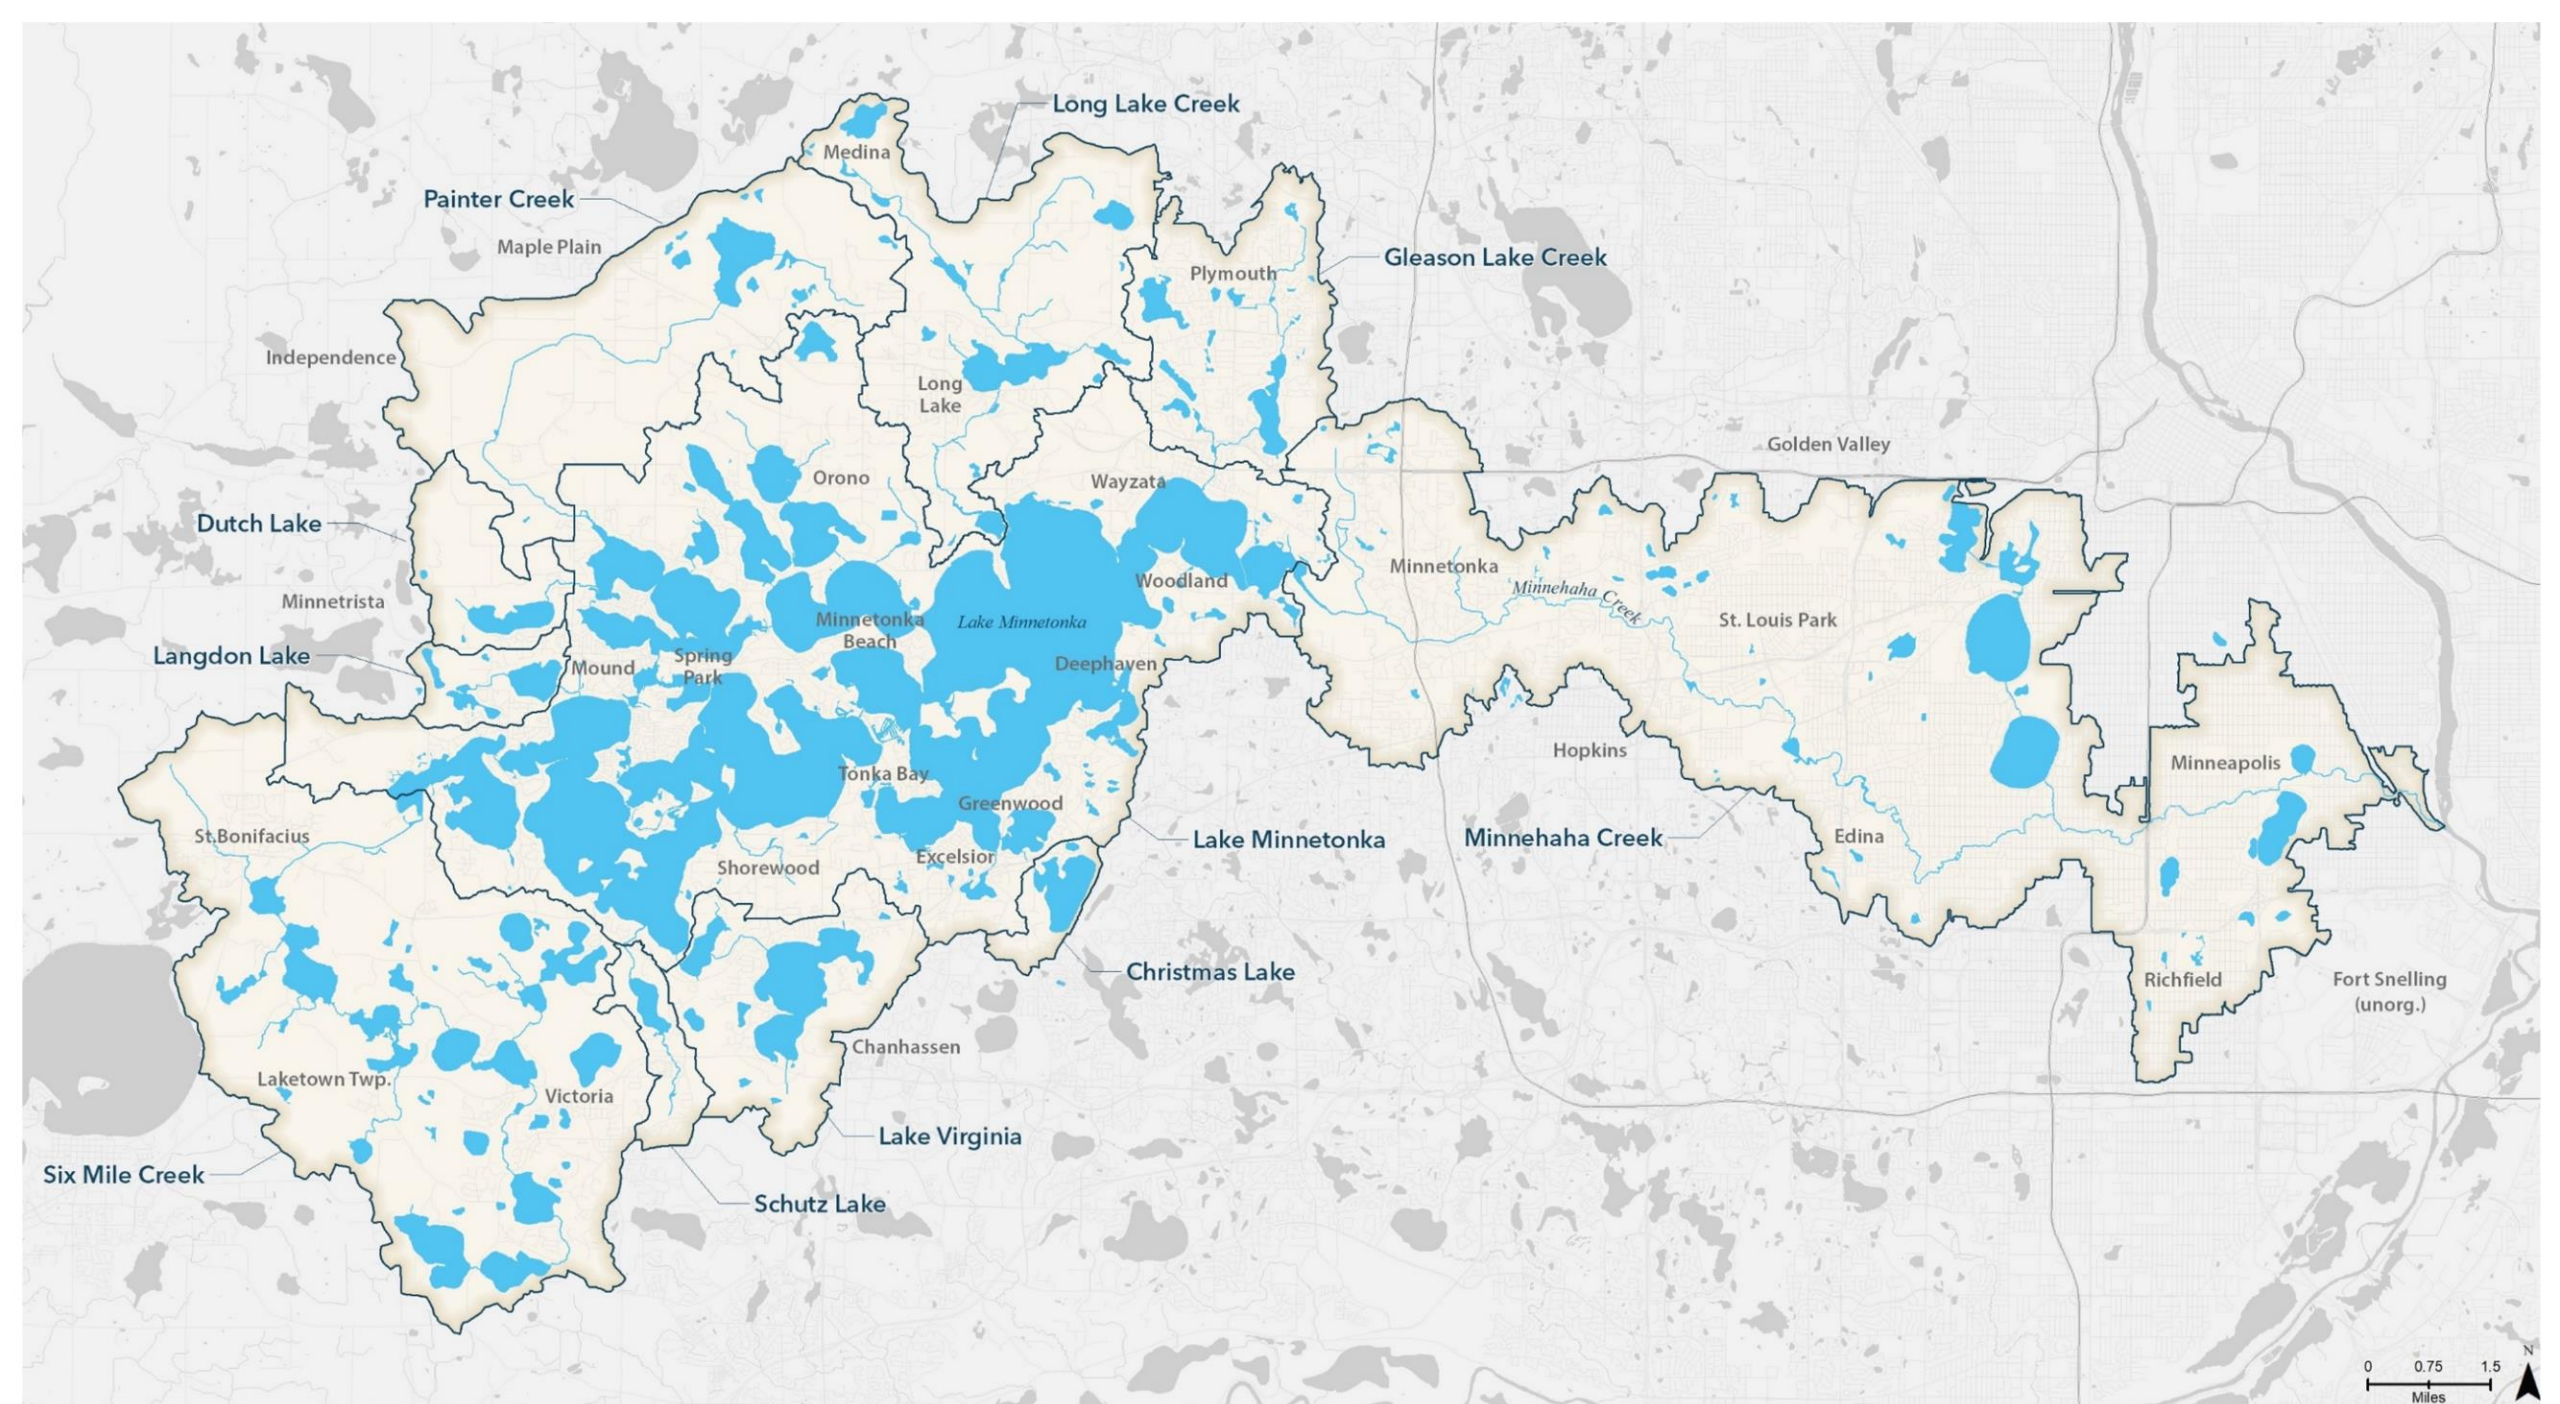 Long Lake Creek
Medina
Painter Creek
Maple Plain
Gleason Lake Creek
Plymouth
Independence
Long
Lake
Golden Valley
Orono
Wayzata
Dutch Lake
Minnetonka
Woodland
Minnehaha Creek
Minnetrista
Minnetonka
Beach
Lake Minnetonka
St. Louis Park
Langdon Lake
Mound
Spring
Park
Deephaven
Hopkins
Minneapolis
Tonka Bay
Greenwood
St.Bonifacius
Lake Minnetonka
Minnehaha Creek
Edina
Shorewood
Excelsior
Christmas Lake
Richfield
Fort Snelling
(unorg.)
Chanhassen
Laketown Twp.
Victoria
Lake Virginia
Six Mile Creek
Schutz Lake
N
0 0.75 1.5
Miles